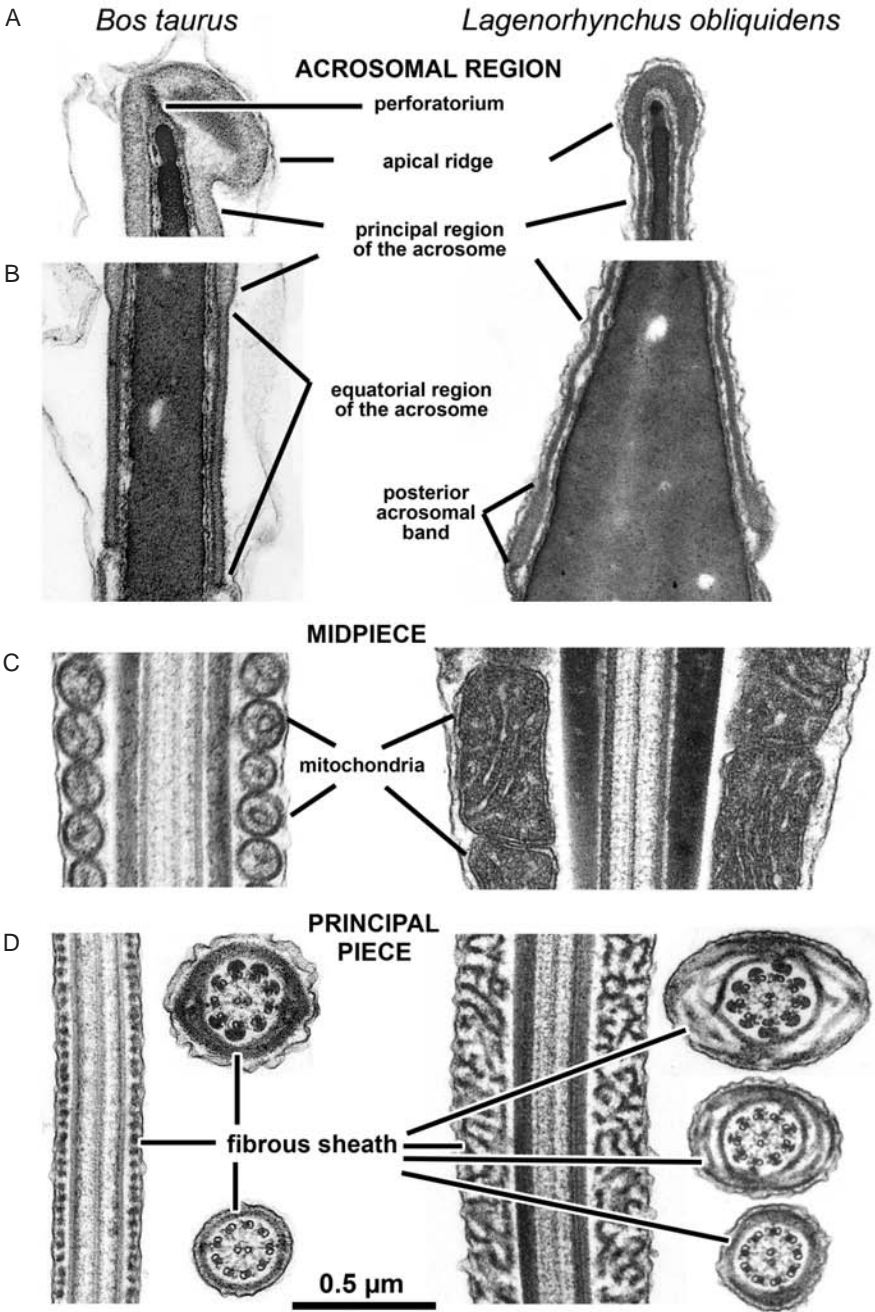 A
Bos taurus
Lagenorhynchus obliquidens
ACROSOMAL REGION
perforatorium
apical ridge
principal region
of the acrosome
B
equatorial region
of the acrosome
posterior
acrosomal
band
MIDPIECE
C
mitochondria
PRINCIPAL
PIECE
D
fibrous sheath
0.5 µm